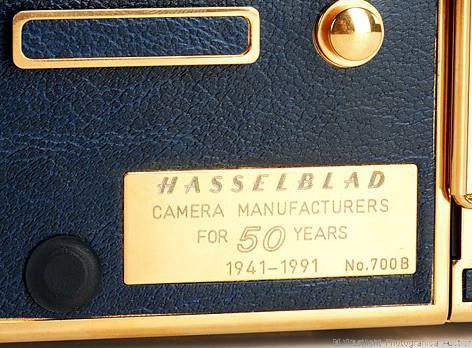 HASSELBLAD
CAMERA MANUFACTURERS
FOR 50 YEARS
1941-1991 No.700B